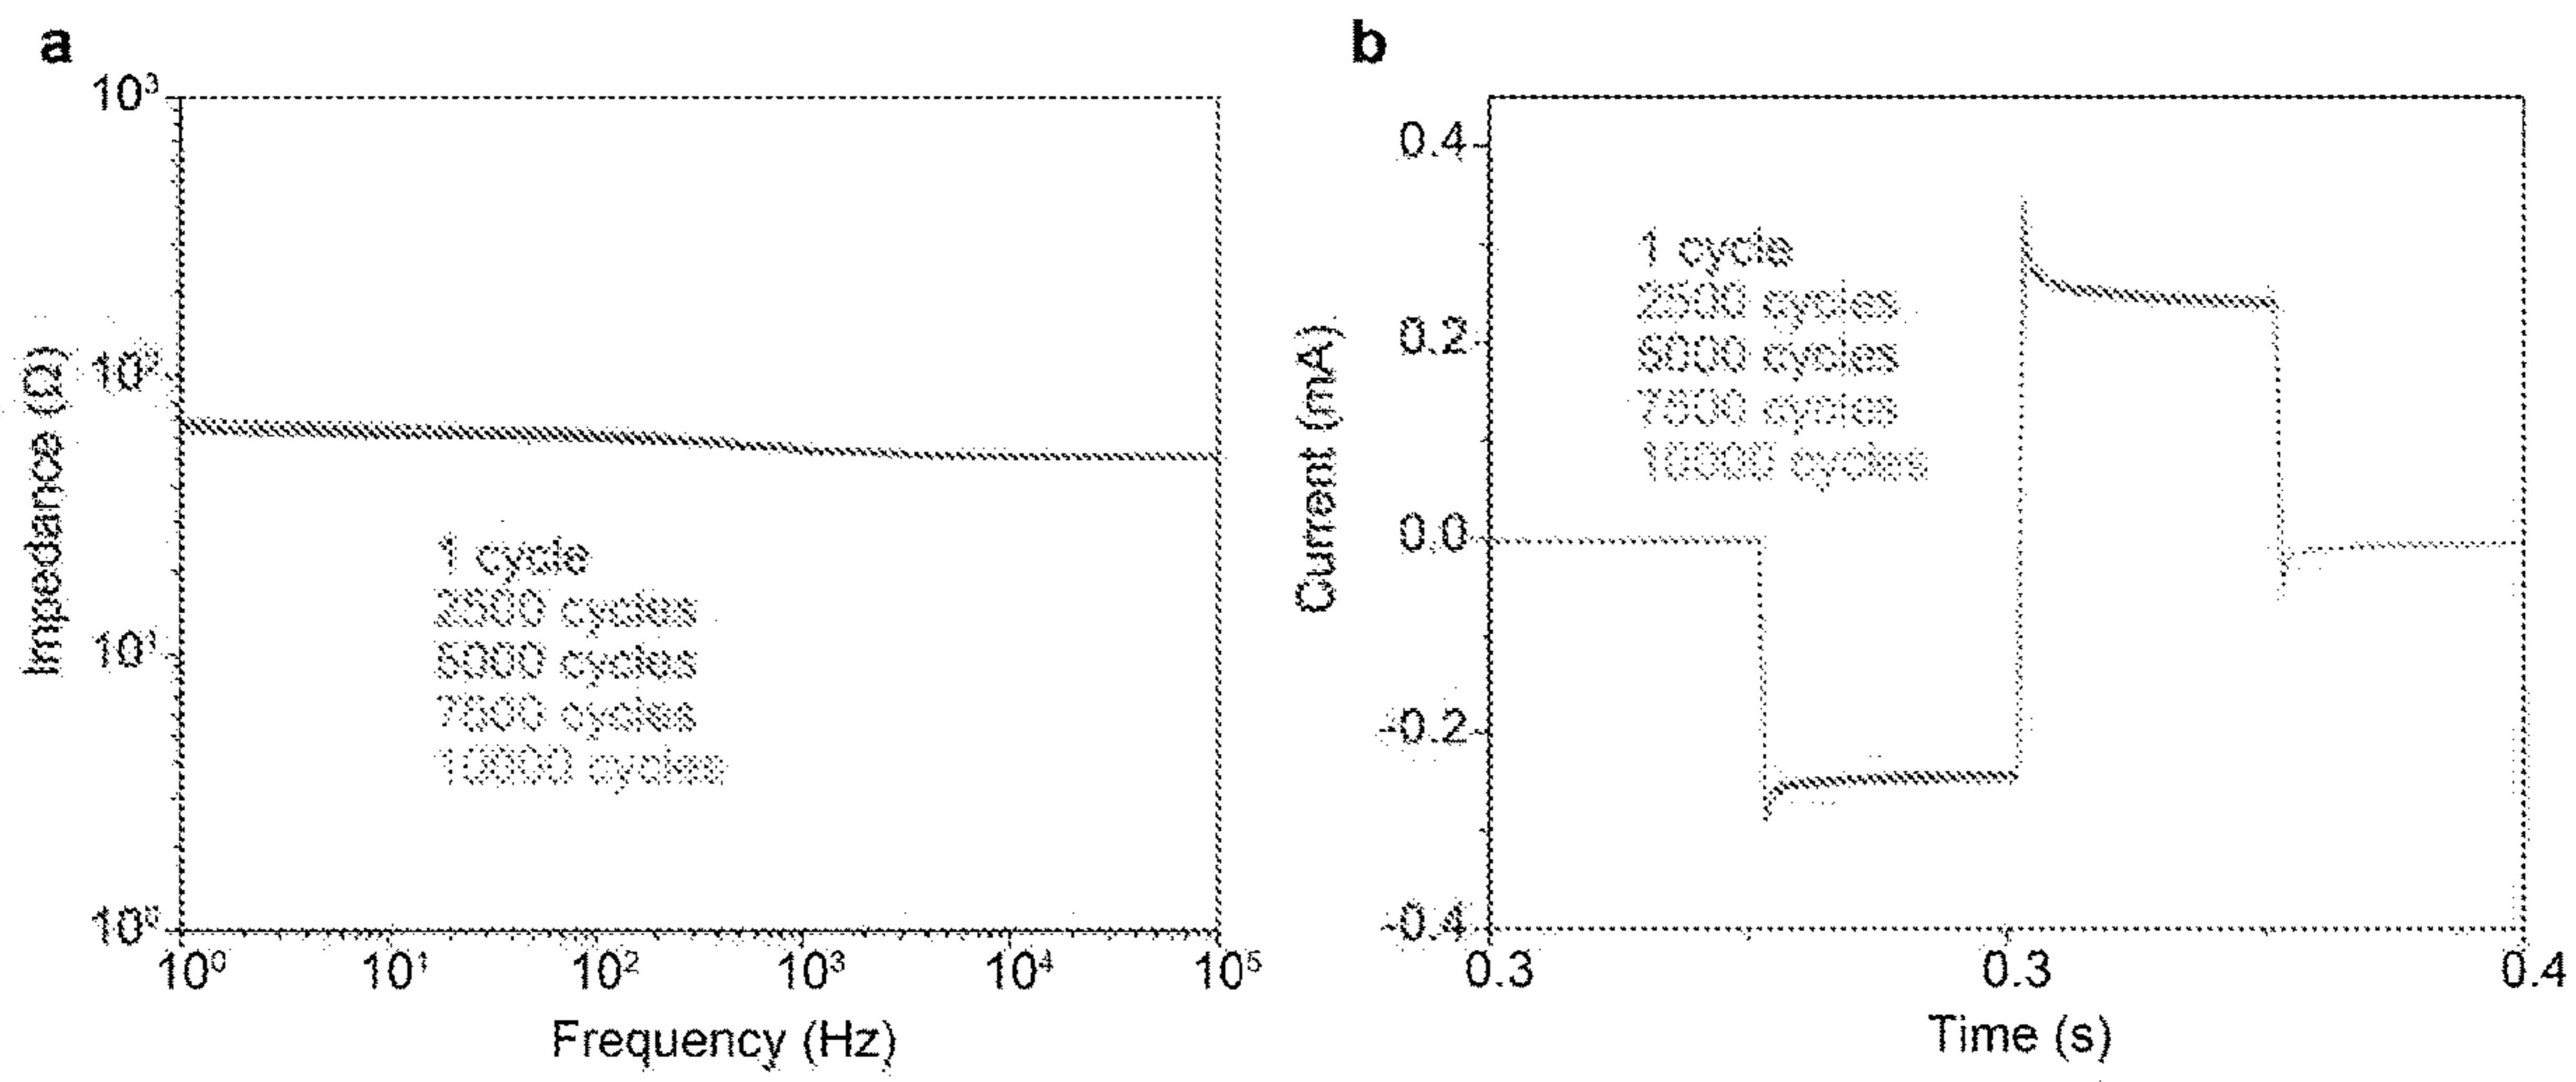 a
10³
10²
10¹
10⁰
Impedance (Ω)
1 cycle
2500 cycles
5000 cycles
7500 cycles
10000 cycles
10⁰ 10¹ 10² 10³ 10⁴ 10⁵
Frequency (Hz)
b
0.4
0.2
0.0
-0.2
-0.4
Current (mA)
1 cycle
2500 cycles
5000 cycles
7500 cycles
10000 cycles
0.3 0.3 0.4
Time (s)